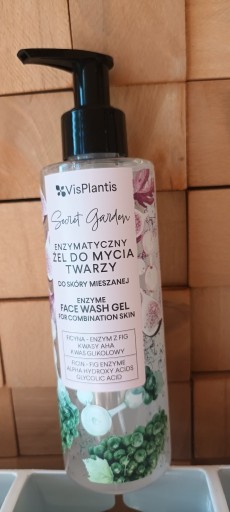 VisPlantis
Secret Garden
ENZYMATYCZNY
ŻEL DO MYCIA
TWARZY
DO SKÓRY MIESZANEJ
ENZYME
FACE WASH GEL
FOR COMBINATION SKIN
FICYNA - ENZYM Z FIG
KWASY AHA
KWAS GLIKOLOWY
FICIN - FIG ENZYME
ALPHA HYDROXY ACIDS
GLYCOLIC ACID